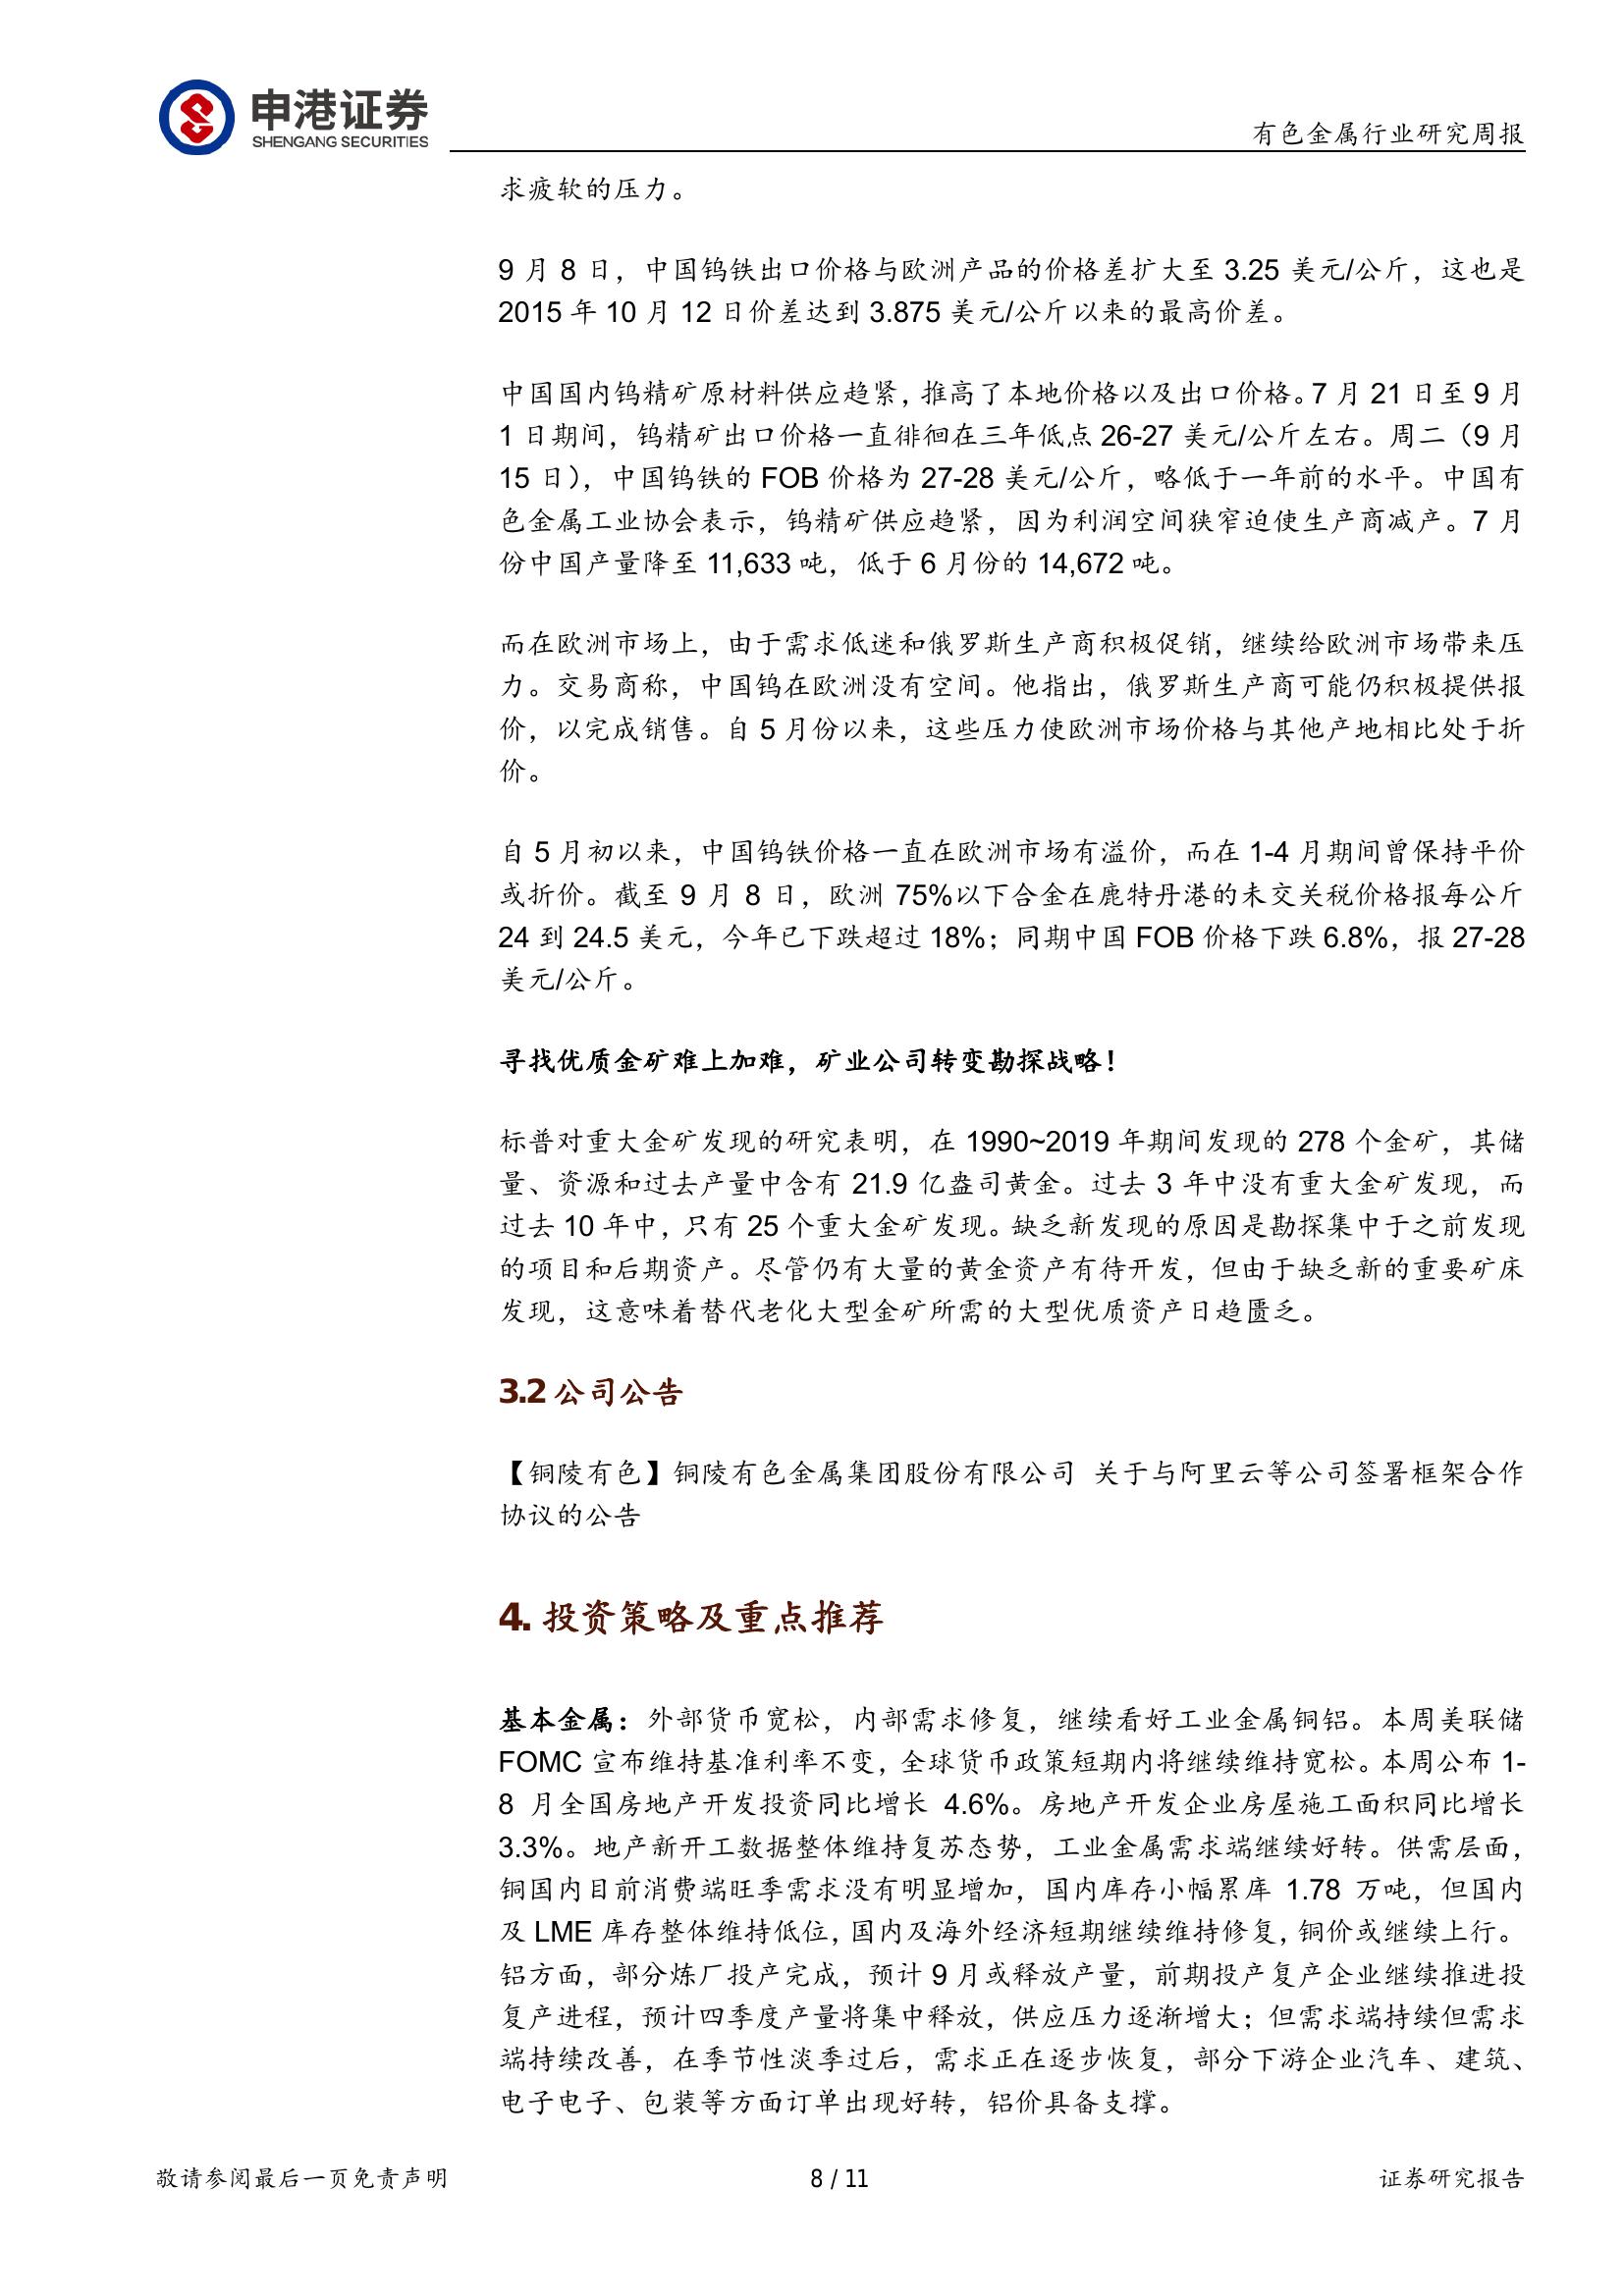 申港证券
SHENGANG SECURITIES
有色金属行业研究周报
求疲软的压力。
9 月 8 日，中国钨铁出口价格与欧洲产品的价格差扩大至 3.25 美元/公斤，这也是
2015 年 10 月 12 日价差达到 3.875 美元/公斤以来的最高价差。
中国国内钨精矿原材料供应趋紧，推高了本地价格以及出口价格。7 月 21 日至 9 月
1 日期间，钨精矿出口价格一直徘徊在三年低点 26-27 美元/公斤左右。周二（9 月
15 日），中国钨铁的 FOB 价格为 27-28 美元/公斤，略低于一年前的水平。中国有
色金属工业协会表示，钨精矿供应趋紧，因为利润空间狭窄迫使生产商减产。7 月
份中国产量降至 11,633 吨，低于 6 月份的 14,672 吨。
而在欧洲市场上，由于需求低迷和俄罗斯生产商积极促销，继续给欧洲市场带来压
力。交易商称，中国钨在欧洲没有空间。他指出，俄罗斯生产商可能仍积极提供报
价，以完成销售。自 5 月份以来，这些压力使欧洲市场价格与其他产地相比处于折
价。
自 5 月初以来，中国钨铁价格一直在欧洲市场有溢价，而在 1-4 月期间曾保持平价
或折价。截至 9 月 8 日，欧洲 75%以下合金在鹿特丹港的未交关税价格报每公斤
24 到 24.5 美元，今年已下跌超过 18%；同期中国 FOB 价格下跌 6.8%，报 27-28
美元/公斤。
寻找优质金矿难上加难，矿业公司转变勘探战略！
标普对重大金矿发现的研究表明，在 1990~2019 年期间发现的 278 个金矿，其储
量、资源和过去产量中含有 21.9 亿盎司黄金。过去 3 年中没有重大金矿发现，而
过去 10 年中，只有 25 个重大金矿发现。缺乏新发现的原因是勘探集中于之前发现
的项目和后期资产。尽管仍有大量的黄金资产有待开发，但由于缺乏新的重要矿床
发现，这意味着替代老化大型金矿所需的大型优质资产日趋匮乏。
3.2 公司公告
【铜陵有色】铜陵有色金属集团股份有限公司 关于与阿里云等公司签署框架合作
协议的公告
4. 投资策略及重点推荐
基本金属：外部货币宽松，内部需求修复，继续看好工业金属铜铝。本周美联储
FOMC 宣布维持基准利率不变，全球货币政策短期内将继续维持宽松。本周公布 1-
8 月全国房地产开发投资同比增长 4.6%。房地产开发企业房屋施工面积同比增长
3.3%。地产新开工数据整体维持复苏态势，工业金属需求端继续好转。供需层面，
铜国内目前消费端旺季需求没有明显增加，国内库存小幅累库 1.78 万吨，但国内
及 LME 库存整体维持低位，国内及海外经济短期继续维持修复，铜价或继续上行。
铝方面，部分炼厂投产完成，预计 9 月或释放产量，前期投产复产企业继续推进投
复产进程，预计四季度产量将集中释放，供应压力逐渐增大；但需求端持续但需求
端持续改善，在季节性淡季过后，需求正在逐步恢复，部分下游企业汽车、建筑、
电子电子、包装等方面订单出现好转，铝价具备支撑。
敬请参阅最后一页免责声明
8 / 11
证券研究报告